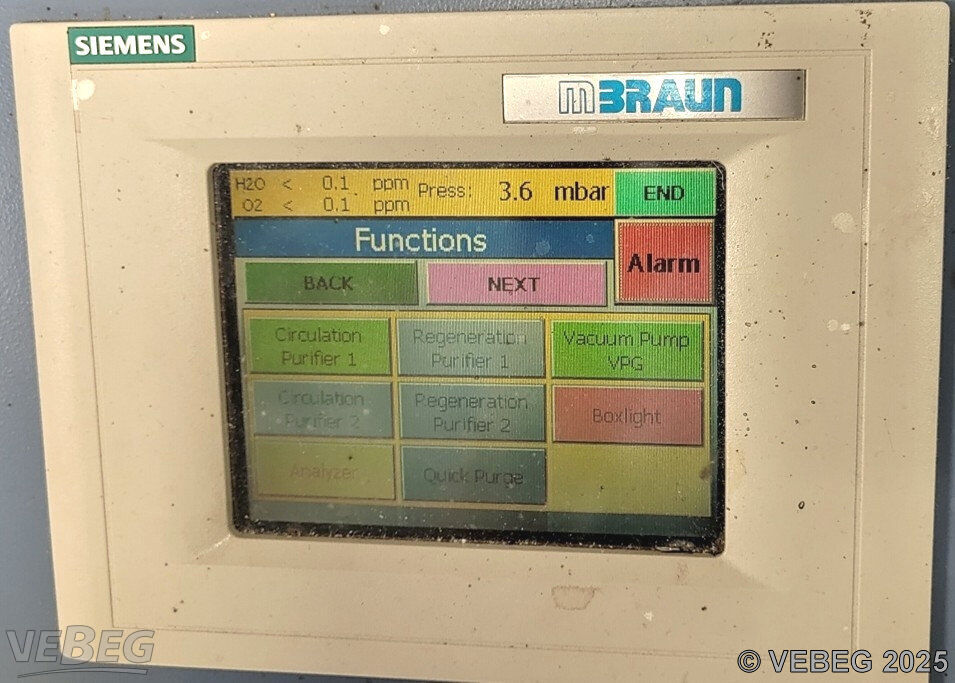 SIEMENS
mBRAUN
H2O < 0.1 ppm Press: 3.6 mbar END
O2 < 0.1 ppm
Functions
Alarm
BACK NEXT
Circulation Regeneration Vacuum Pump
Purifier 1 Purifier 1 VPG
Circulation Regeneration Boxlight
Purifier 2 Purifier 2
Analyzer Quick Purge
VEBEG
© VEBEG 2025